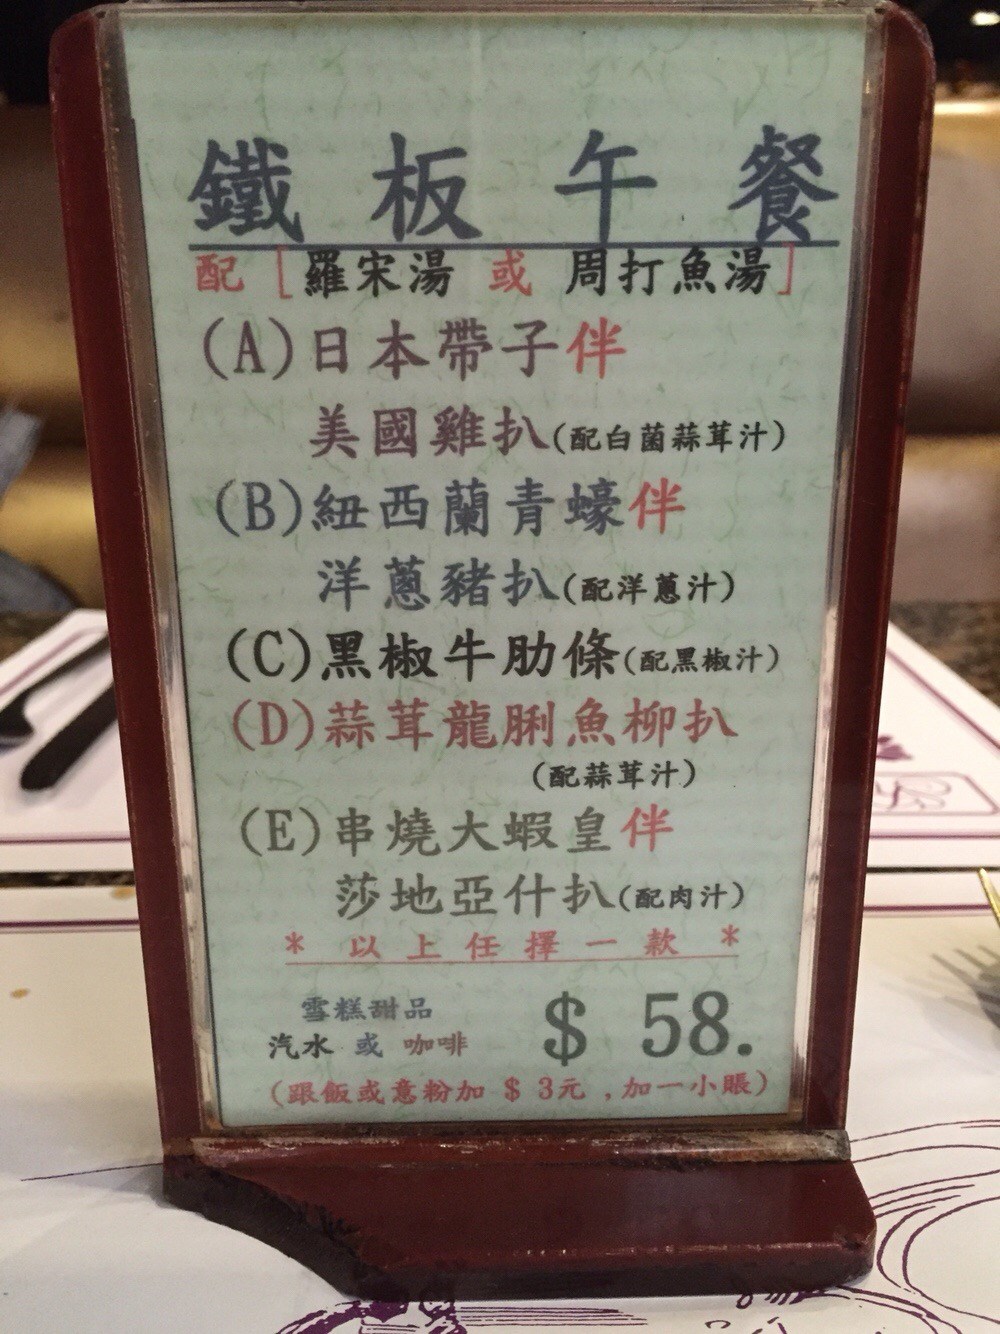 鐵板午餐
配［羅宋湯 或 周打魚湯］
(A)日本帶子伴
美國雞扒(配白菌蒜茸汁)
(B)紐西蘭青蠔伴
洋蔥豬扒(配洋蔥汁)
(C)黑椒牛肋條(配黑椒汁)
(D)蒜茸龍脷魚柳扒
(配蒜茸汁)
(E)串燒大蝦皇伴
莎地亞什扒(配肉汁)
* 以上任擇一款 *
雪糕甜品
汽水 或 咖啡
$ 58.
(跟飯或意粉加 $ 3元 , 加一小賬)